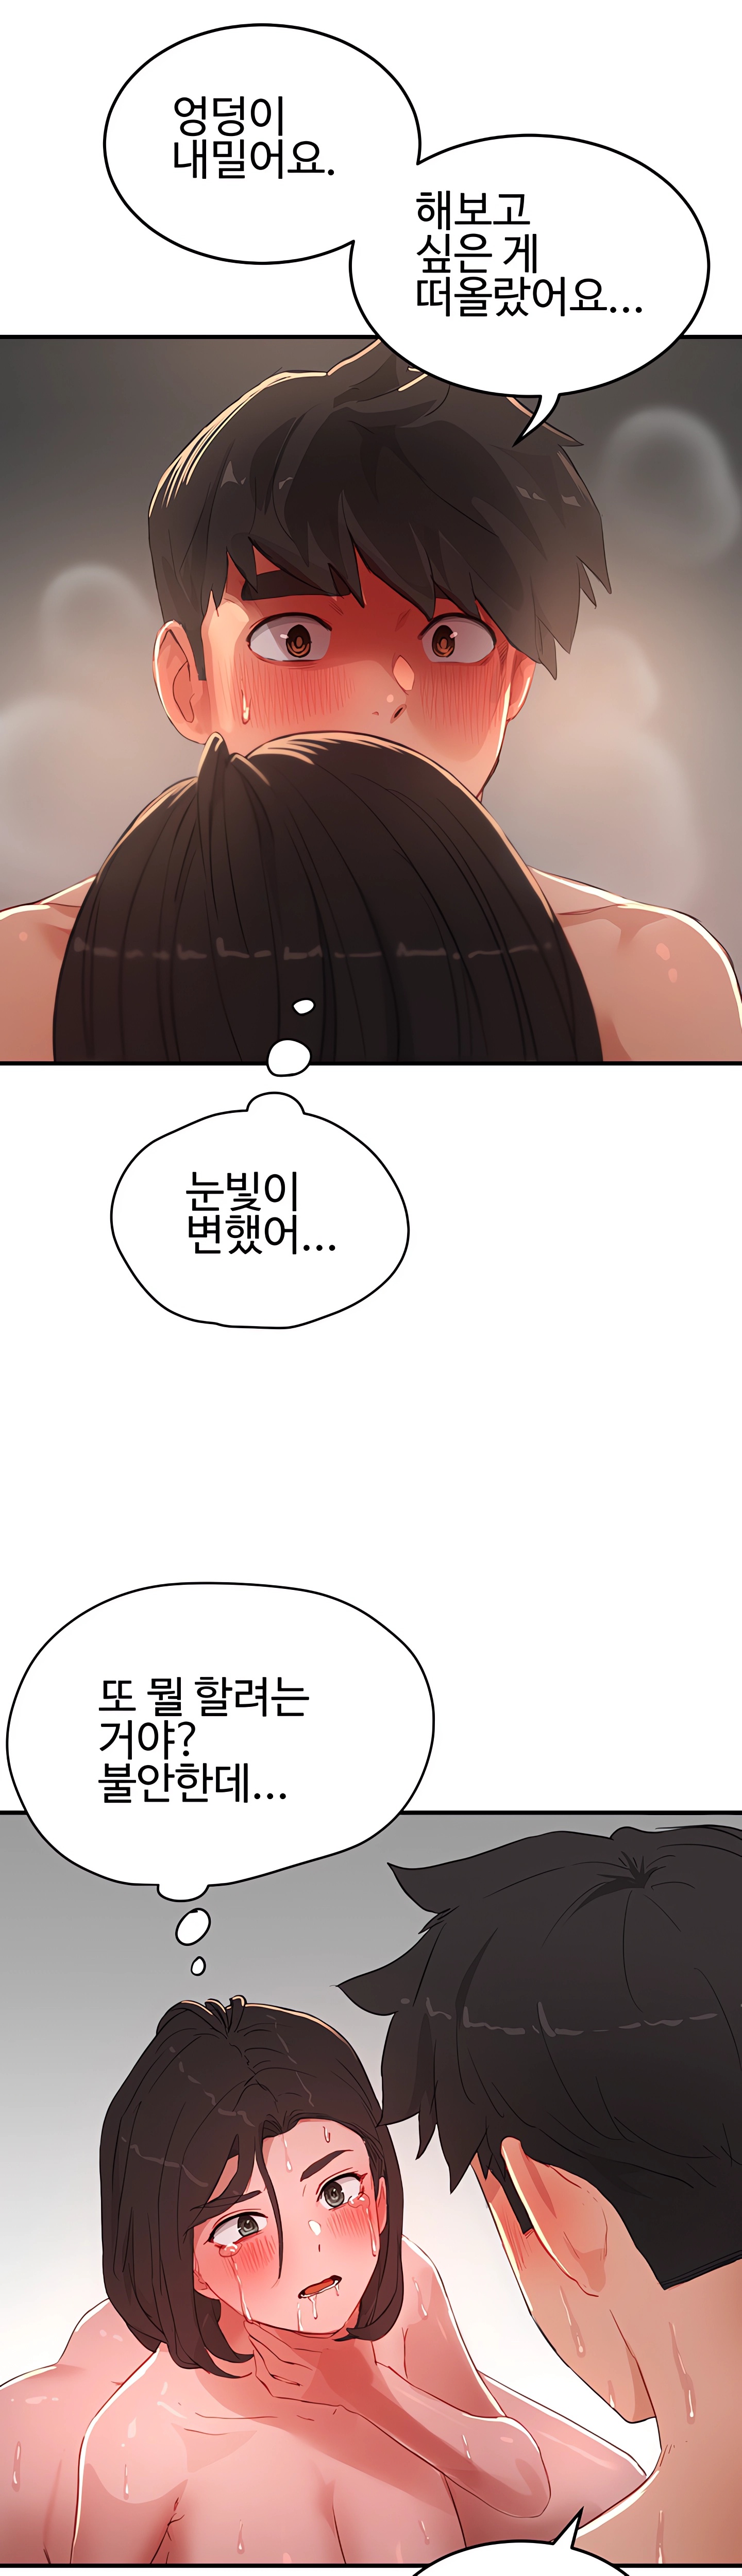 엉덩이
내밀어요.
해보고
싶은 게
떠올랐어요...
눈빛이
변했어...
또 뭘 할려는
거야?
불안한데...